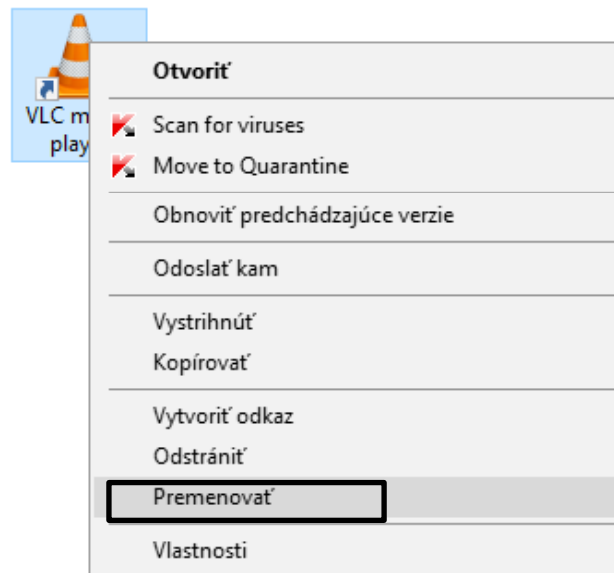 VLC m
play
Otvoriť
Scan for viruses
Move to Quarantine
Obnoviť predchádzajúce verzie
Odoslať kam
Vystrihnúť
Kopírovať
Vytvoriť odkaz
Odstrániť
Premenovať
Vlastnosti